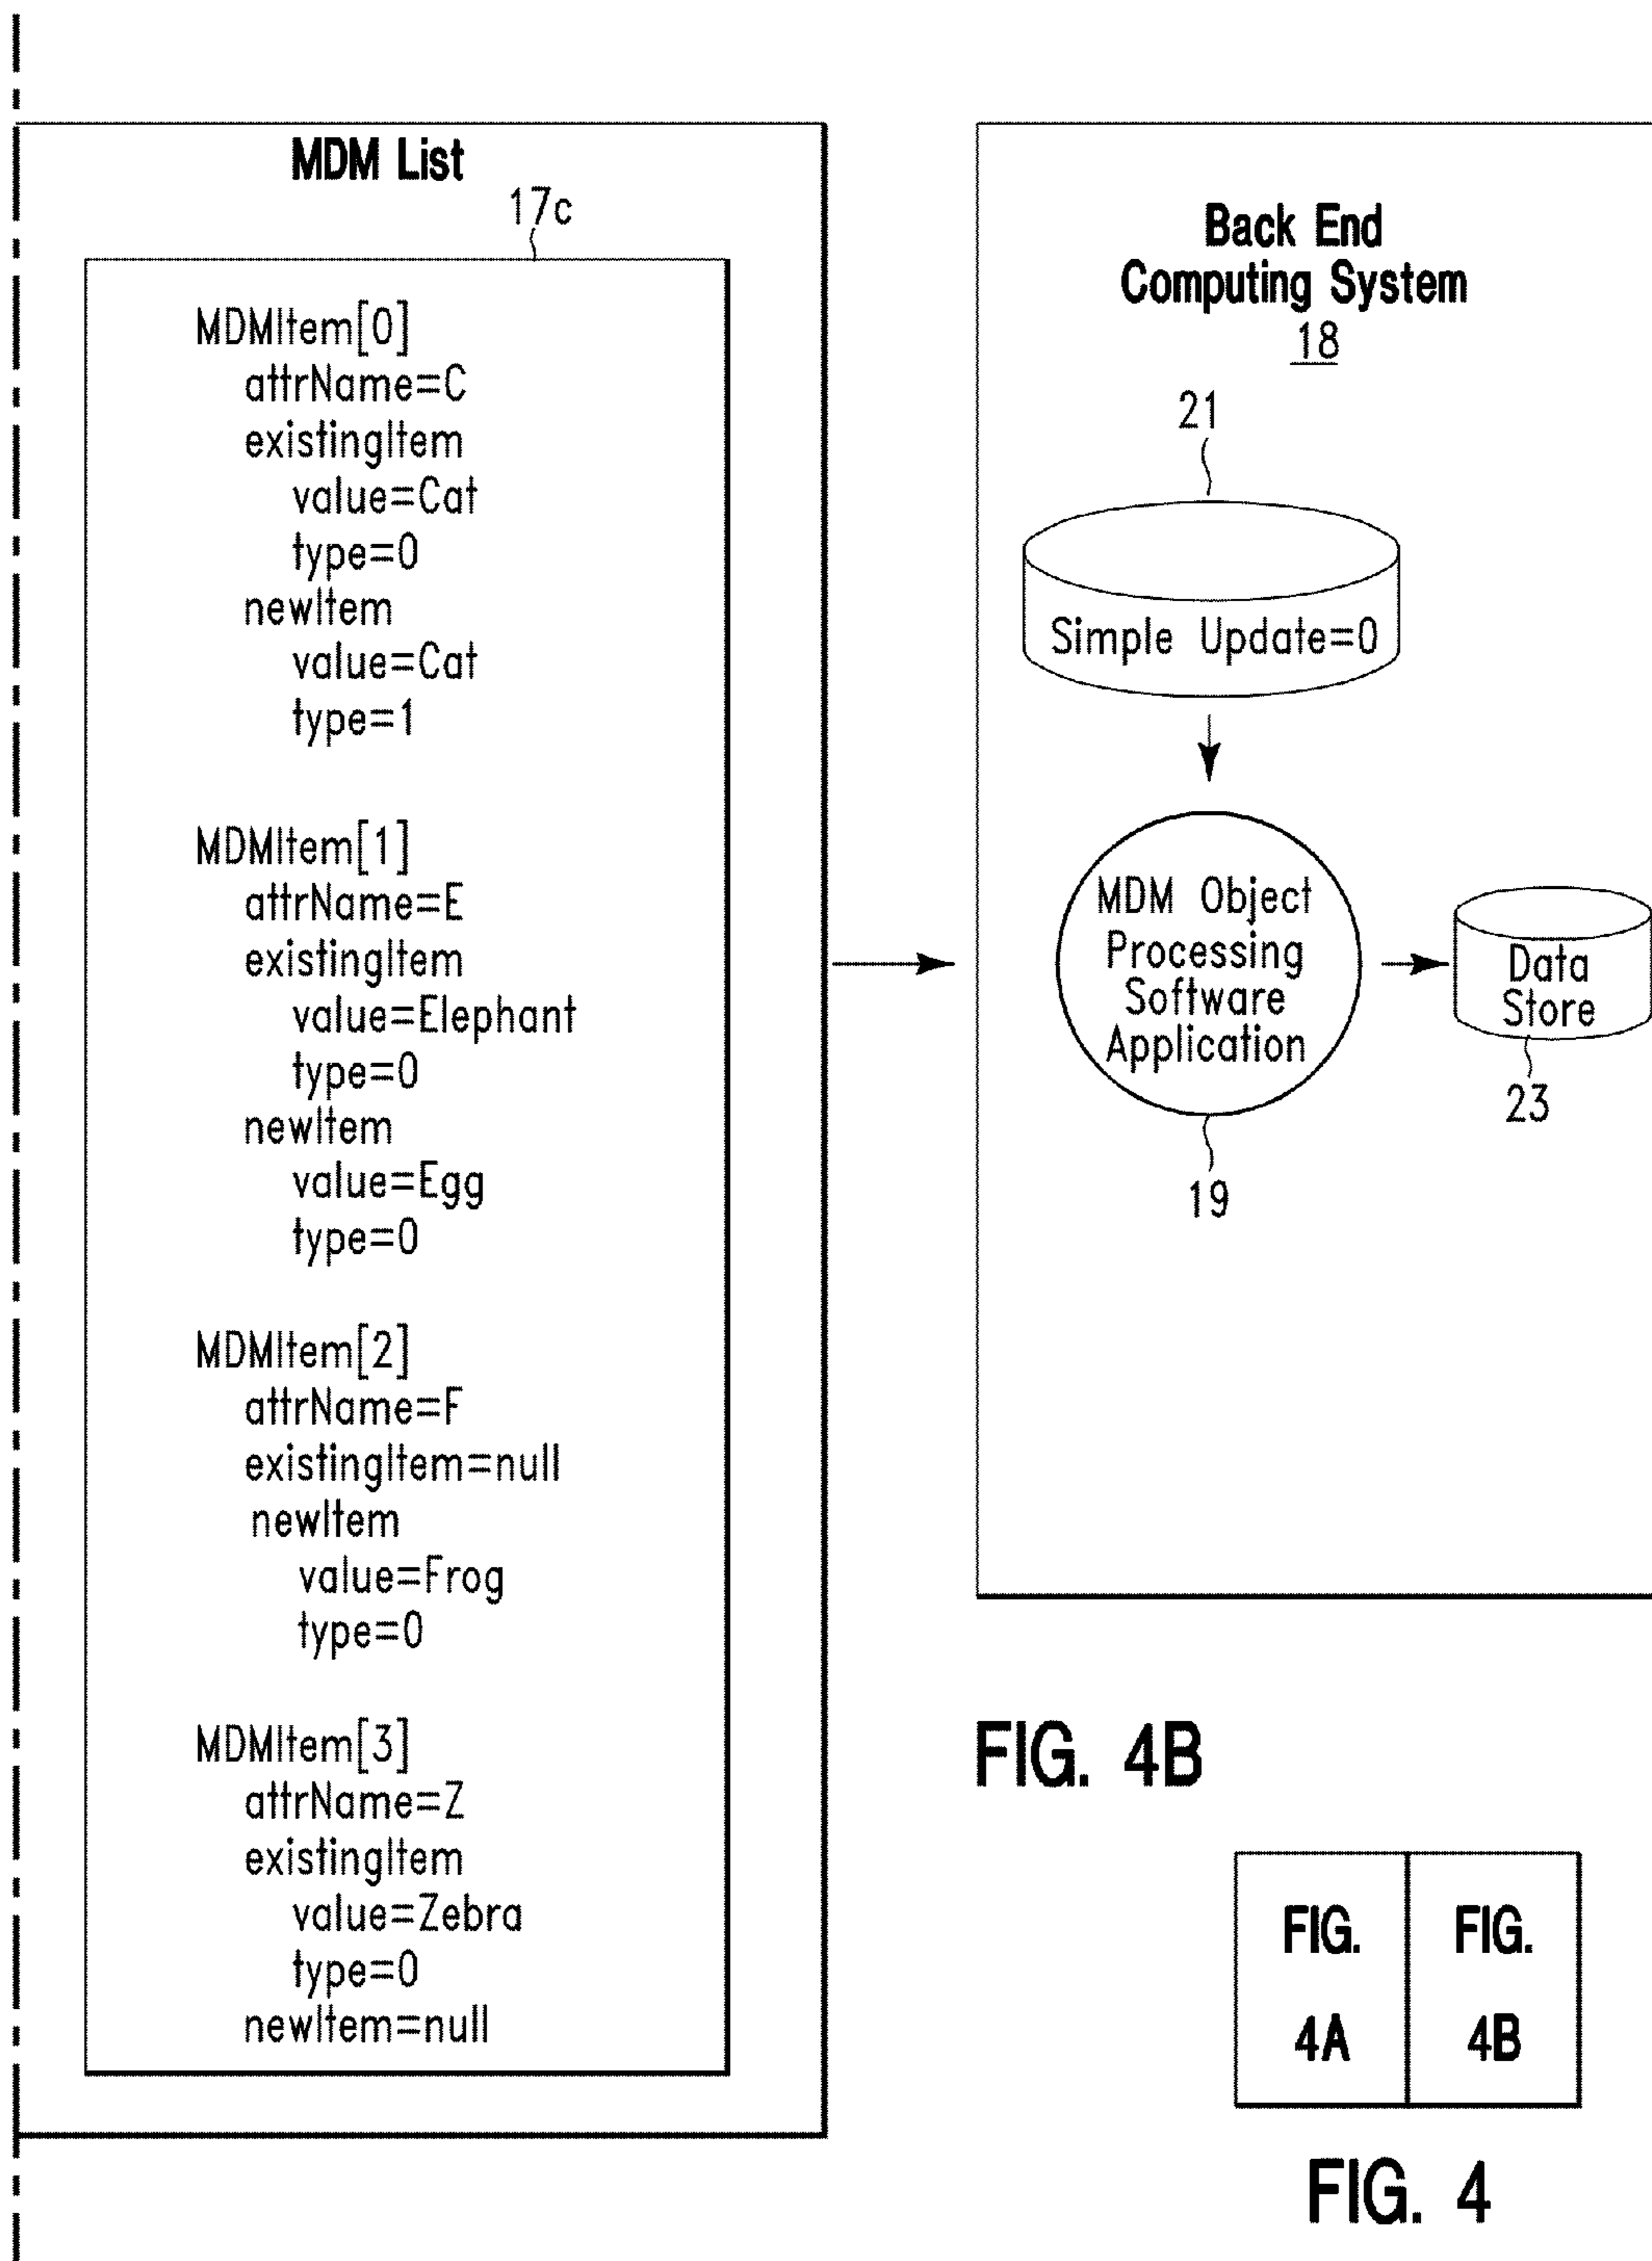 MDM List
17c
MDMItem[0]
attrName=C
existingItem
value=Cat
type=0
newItem
value=Cat
type=1
MDMItem[1]
attrName=E
existingItem
value=Elephant
type=0
newItem
value=Egg
type=0
MDMItem[2]
attrName=F
existingItem=null
newItem
value=Frog
type=0
MDMItem[3]
attrName=Z
existingItem
value=Zebra
type=0
newItem=null
Back End
Computing System
18
21
Simple Update=0
MDM Object
Processing
Software
Application
19
Data
Store
23
FIG. 4B
FIG.
4A
FIG.
4B
FIG. 4